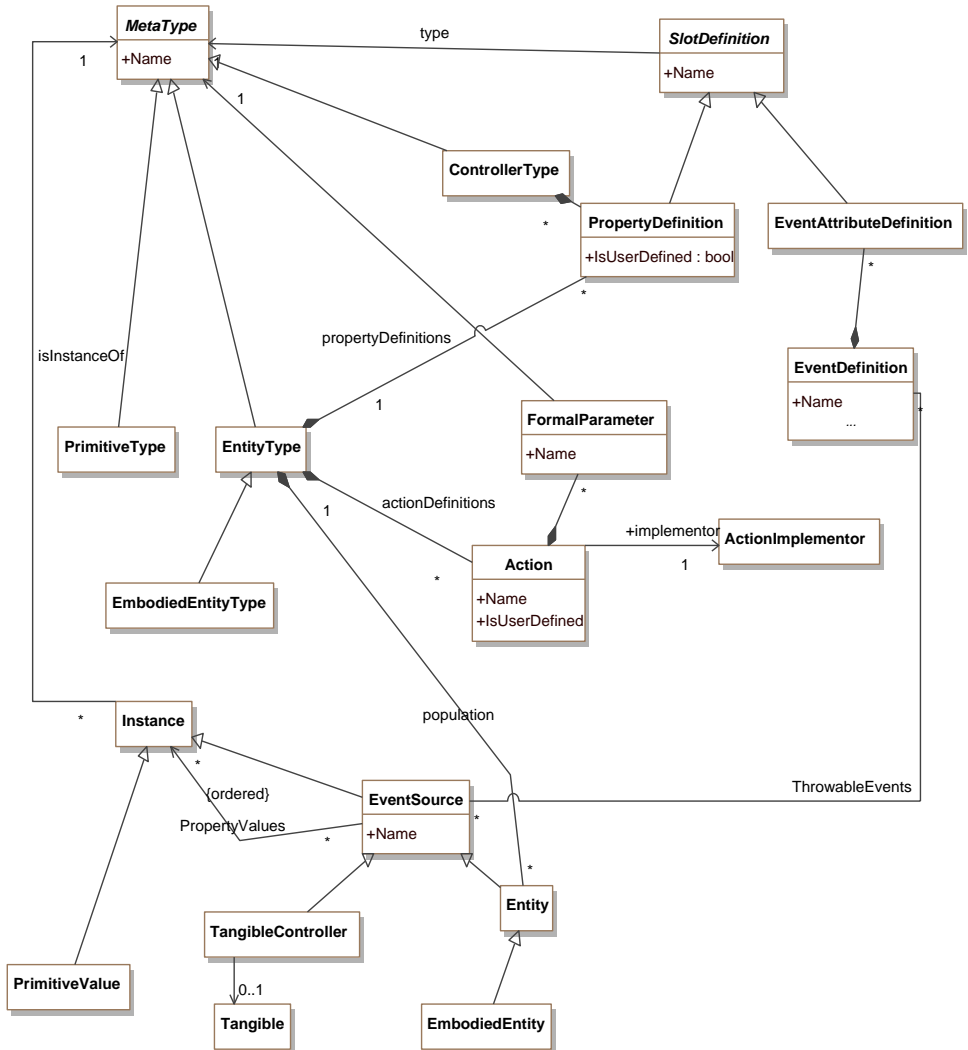 MetaType
+Name
1
type
SlotDefinition
+Name
1
ControllerType
*
PropertyDefinition
+IsUserDefined : bool
*
EventAttributeDefinition
*
propertyDefinitions
isInstanceOf
EventDefinition
+Name
...
*
1
FormalParameter
+Name
*
PrimitiveType
EntityType
1
actionDefinitions
*
+implementor
1
ActionImplementor
Action
+Name
+IsUserDefined
EmbodiedEntityType
*
Instance
population
*
{ordered}
PropertyValues
*
EventSource
+Name
*
ThrowableEvents
*
Entity
TangibleController
0..1
PrimitiveValue
Tangible
EmbodiedEntity